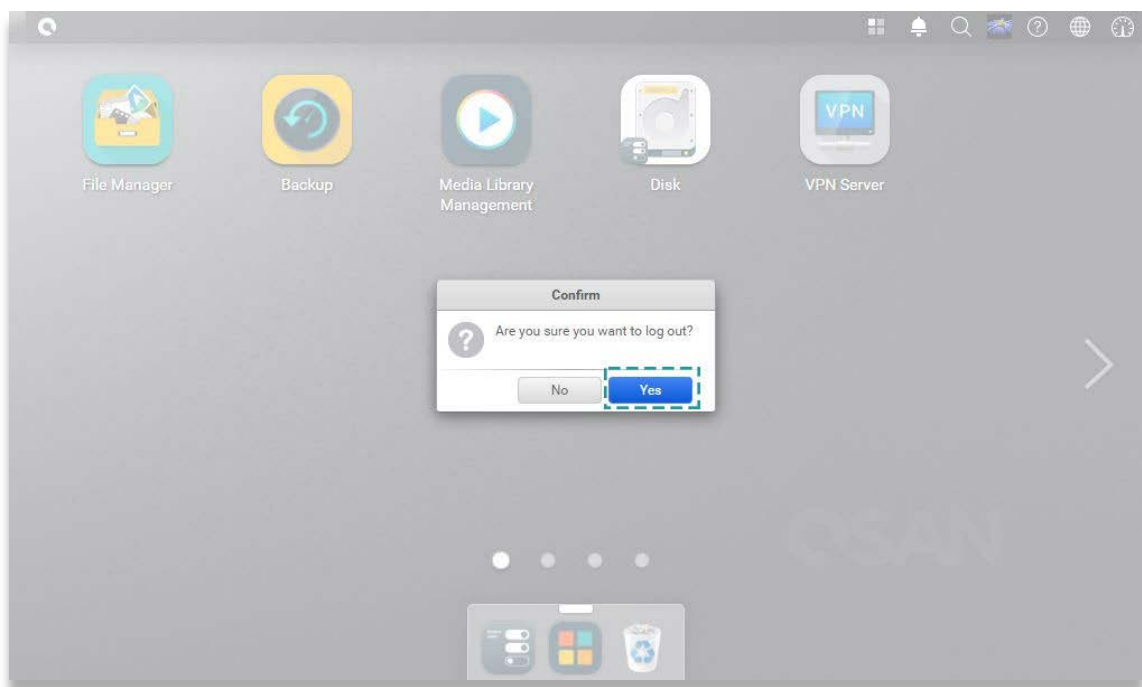 VPN
File Manager
Backup
Media Library
Management
Disk
VPN Server
Confirm
Are you sure you want to log out?
No
Yes
QSAN